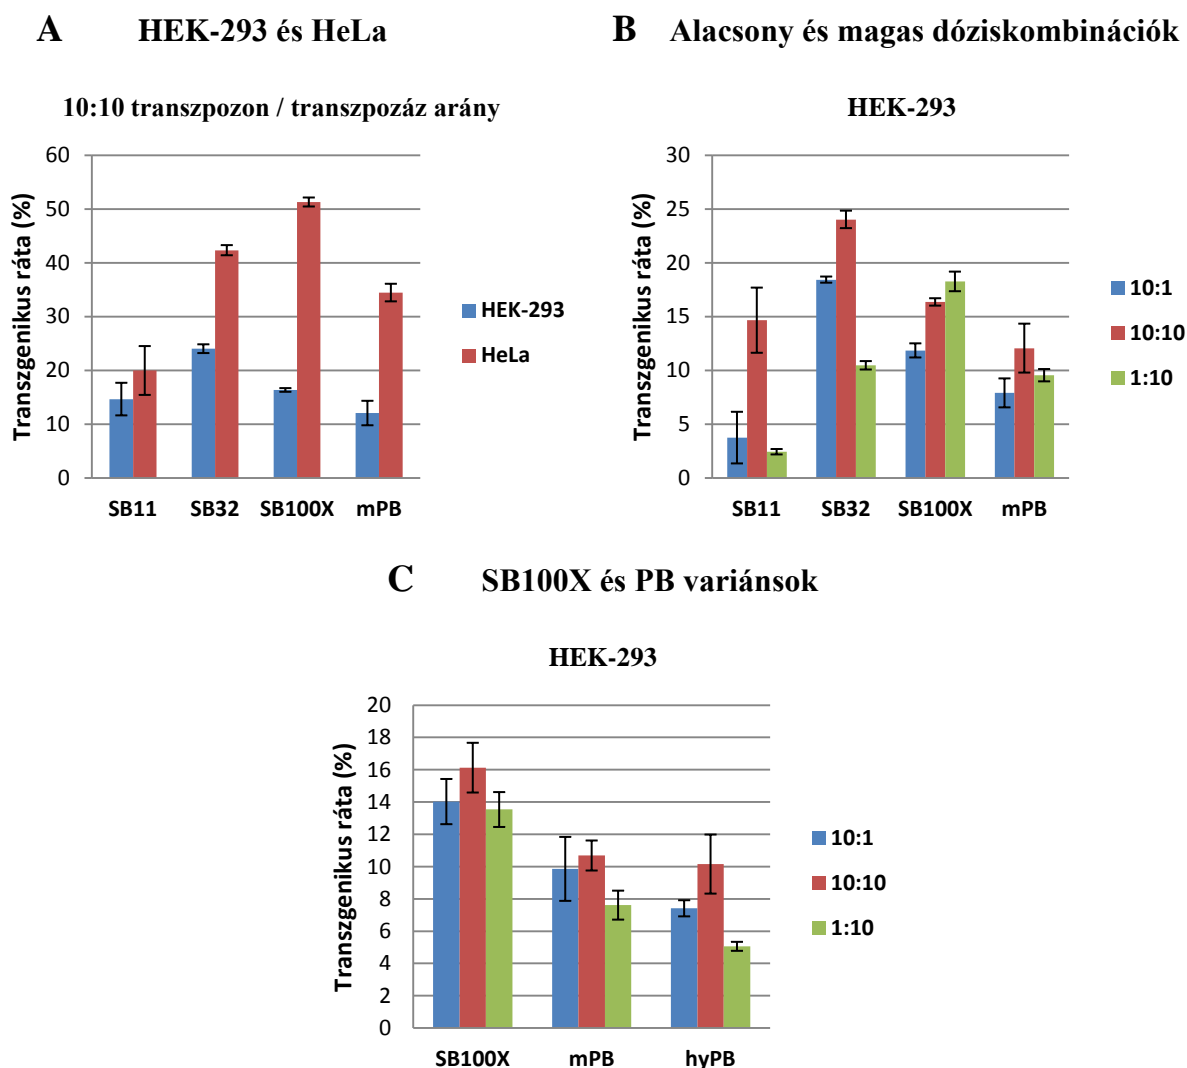 A HEK-293 és HeLa
10:10 transzpozon / transzpozáz arány
Transzgenikus ráta (%)
60
50
40
30
20
10
0
SB11 SB32 SB100X mPB
HEK-293
HeLa
B Alacsony és magas dóziskombinációk
HEK-293
Transzgenikus ráta (%)
30
25
20
15
10
5
0
SB11 SB32 SB100X mPB
10:1
10:10
1:10
C SB100X és PB variánsok
HEK-293
Transzgenikus ráta (%)
20
18
16
14
12
10
8
6
4
2
0
SB100X mPB hyPB
10:1
10:10
1:10